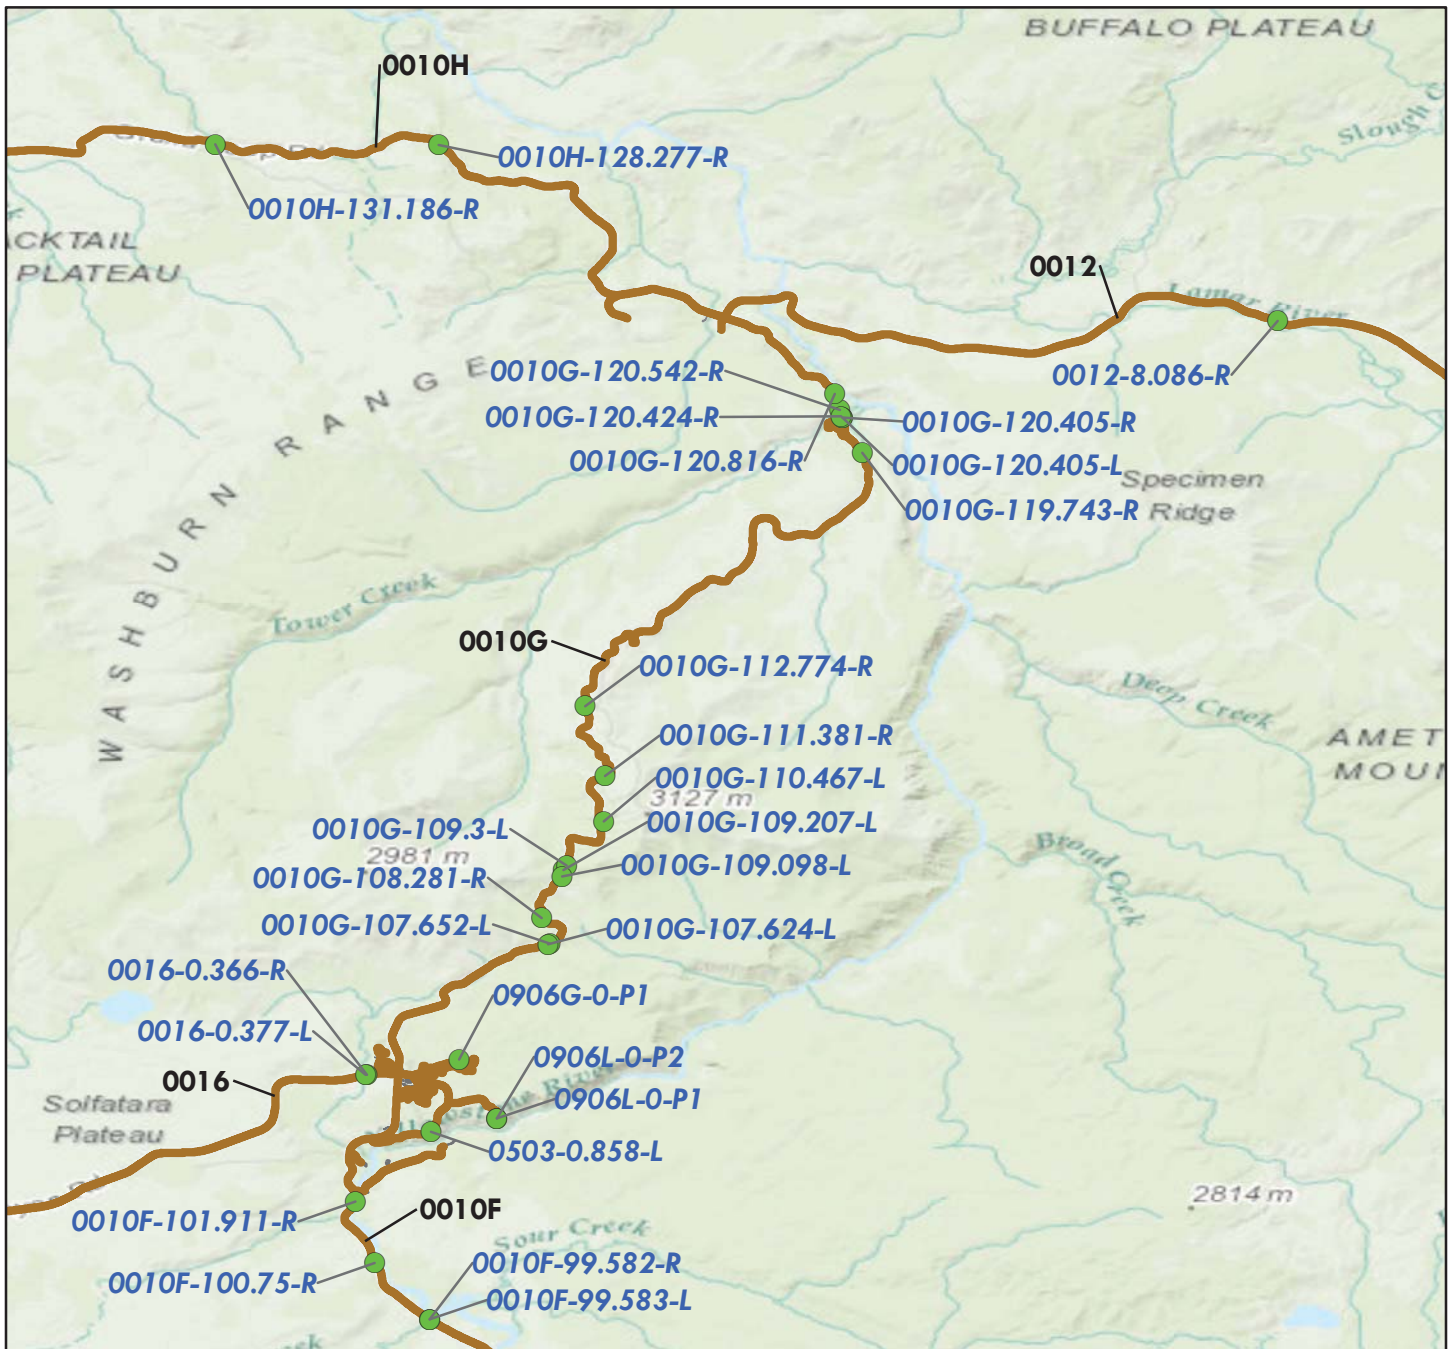 BUFFALO PLATEAU
0010H
Slough C
0010H-128.277-R
0010H-131.186-R
ACKTAIL
PLATEAU
0012
Lamar River
0012-8.086-R
WASHBURN RANGE
0010G-120.542-R
0010G-120.424-R
0010G-120.405-R
0010G-120.816-R
0010G-120.405-L
0010G-119.743-R
Specimen
Ridge
Tower Creek
0010G
0010G-112.774-R
Deep Creek
0010G-111.381-R
AMET
MOUN
0010G-110.467-L
3127 m
0010G-109.3-L
0010G-109.207-L
2981 m
0010G-109.098-L
0010G-108.281-R
Broad Creek
0010G-107.652-L
0010G-107.624-L
0016-0.366-R
0906G-0-P1
0016-0.377-L
0906L-0-P2
0016
0906L-0-P1
Solfatara
Plateau
0503-0.858-L
2814 m
0010F-101.911-R
0010F
Sour Creek
0010F-100.75-R
0010F-99.582-R
0010F-99.583-L